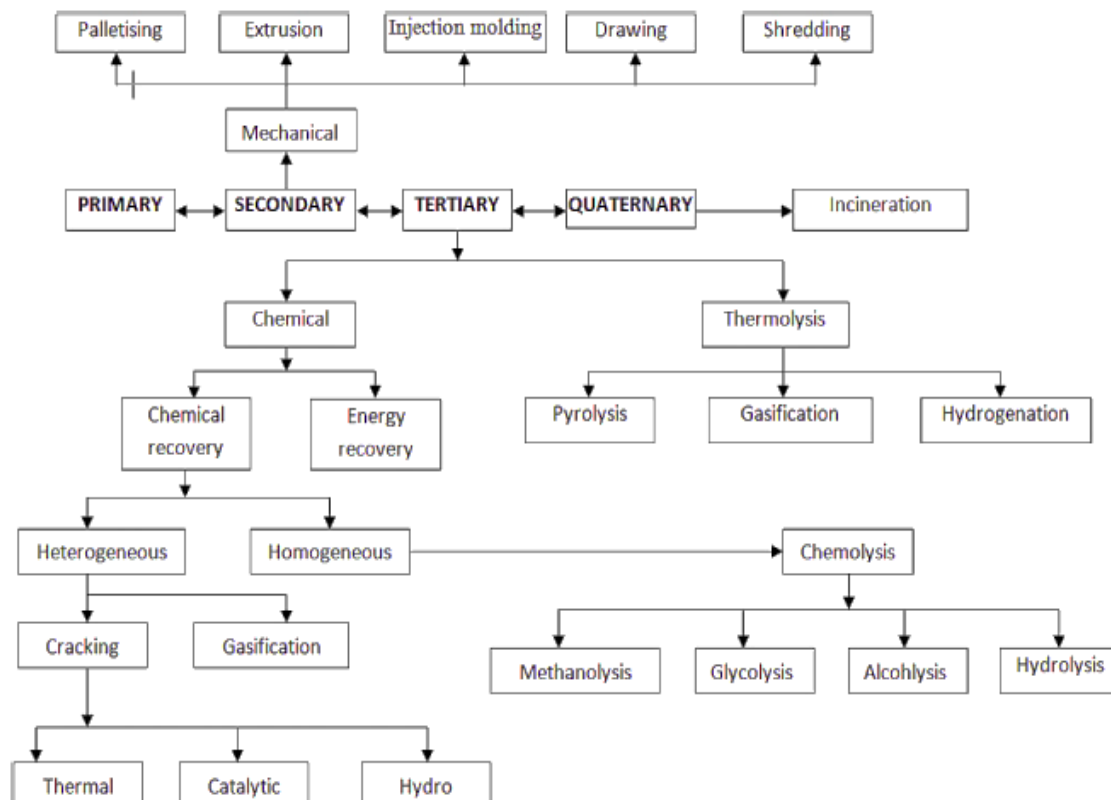 Palletising
Extrusion
Injection molding
Drawing
Shredding
Mechanical
PRIMARY
SECONDARY
TERTIARY
QUATERNARY
Incineration
Chemical
Thermolysis
Chemical
recovery
Energy
recovery
Pyrolysis
Gasification
Hydrogenation
Heterogeneous
Homogeneous
Chemolysis
Cracking
Gasification
Methanolysis
Glycolysis
Alcohlysis
Hydrolysis
Thermal
Catalytic
Hydro